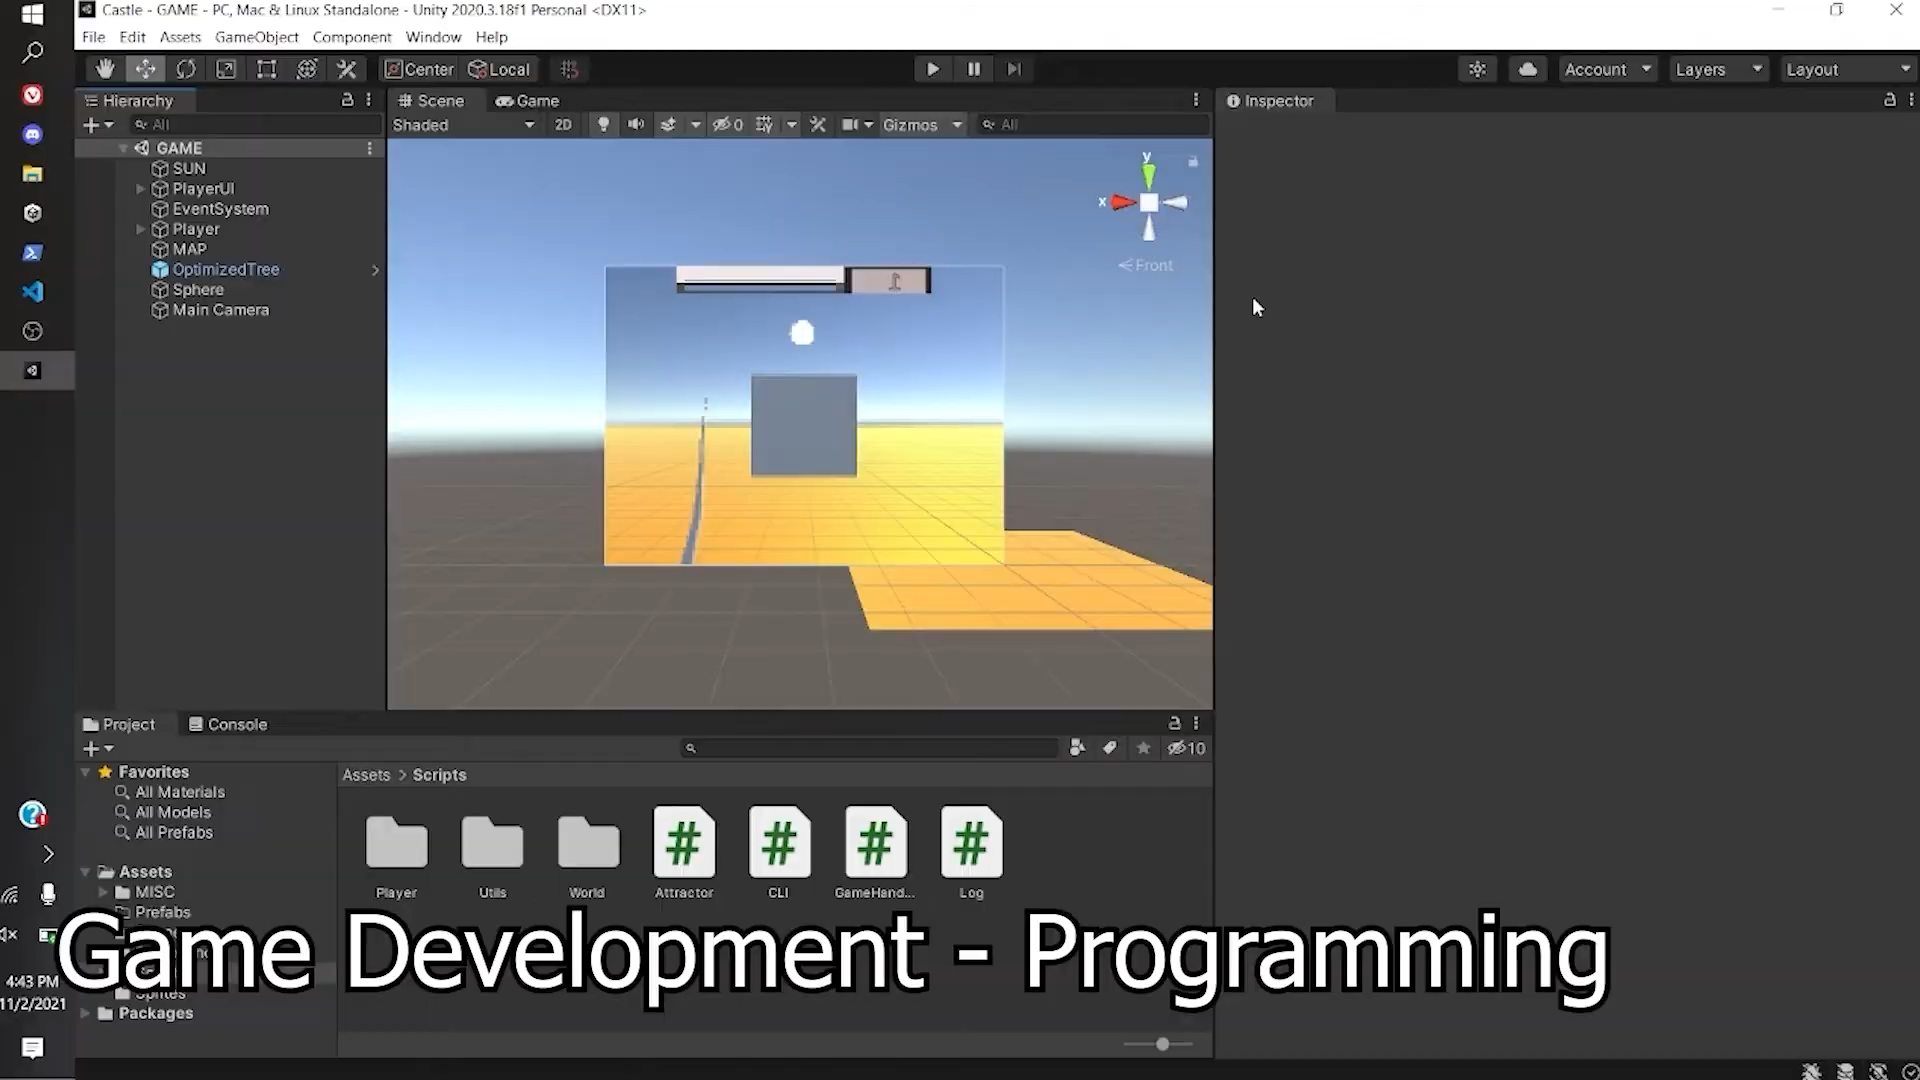 Castle - GAME - PC, Mac & Linux Standalone - Unity 2020.3.18f1 Personal <DX11>
File Edit Assets GameObject Component Window Help
Center Local Account Layers Layout
Hierarchy Scene Game Inspector
All Shaded 2D 0 Gizmos All
GAME
SUN
PlayerUI
EventSystem
Player
MAP
OptimizedTree
Sphere
Main Camera
y
x
Front
Project Console
10
Favorites
All Materials
All Models
All Prefabs
Assets
MISC
Prefabs
Sprites
Packages
Assets > Scripts
Player Utils World Attractor CLI GameHand... Log
Game Development - Programming
4:43 PM
11/2/2021